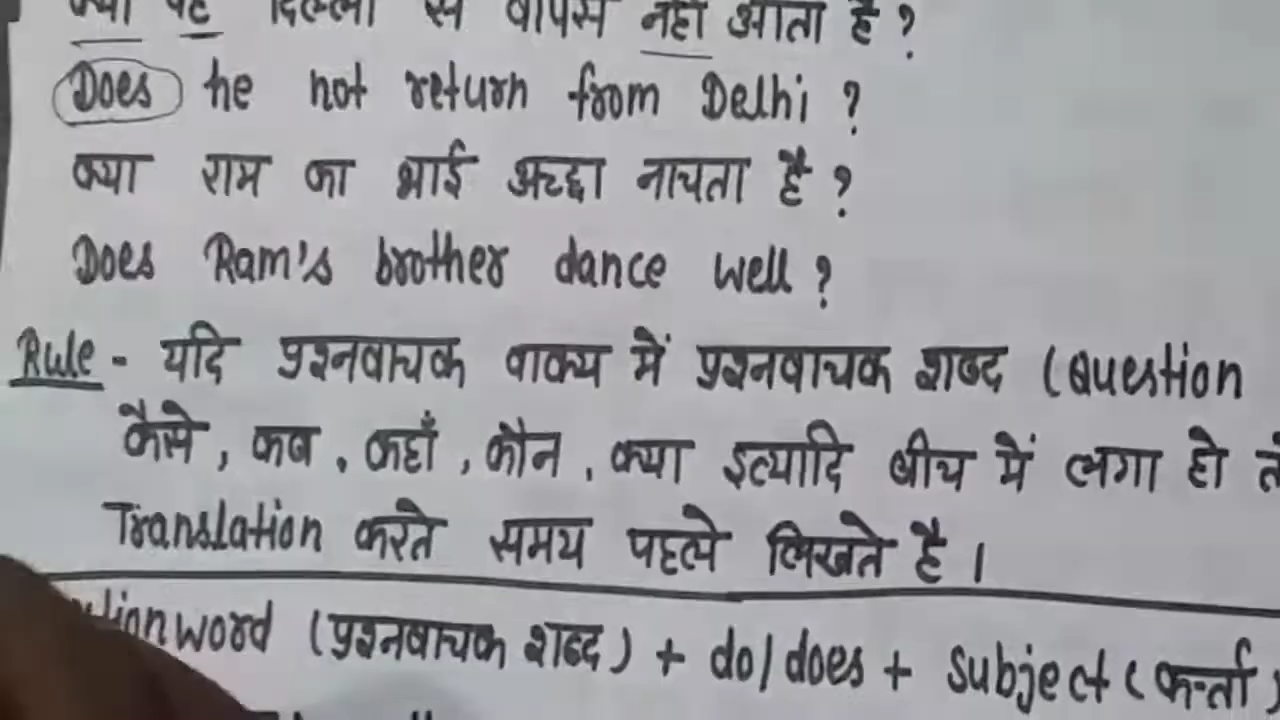 क्या वह दिल्ली से वापस नहीं आता है ?
Does he not return from Delhi ?
क्या राम का भाई अच्छा नाचता है ?
Does Ram's brother dance well ?
Rule - यदि प्रश्नवाचक वाक्य में प्रश्नवाचक शब्द (Question
कैसे , कब , कहाँ , कौन , क्या इत्यादि बीच में लगा हो
Translation करते समय पहले लिखते है ।
word (प्रश्नवाचक शब्द) + do/does + Subject (कर्त्ता)